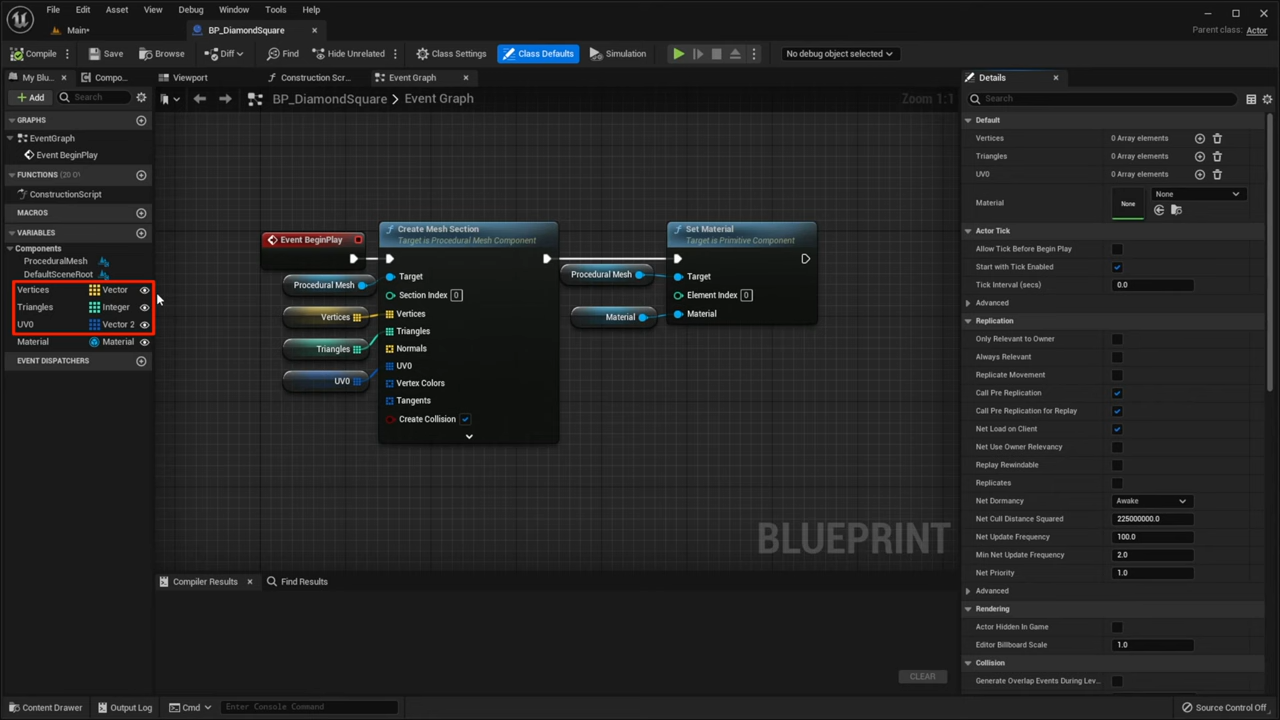 File Edit Asset View Debug Window Tools Help
Main*
BP_DiamondSquare
Parent class: Actor
Compile
Save
Browse
Diff
Find
Hide Unrelated
Class Settings
Class Defaults
Simulation
No debug object selected
My Blu
Compo...
Add
Search
GRAPHS
EventGraph
Event BeginPlay
FUNCTIONS (20 O
ConstructionScript
MACROS
VARIABLES
Components
ProceduralMesh
DefaultSceneRoot
Vertices Vector
Triangles Integer
UV0 Vector 2
Material Material
EVENT DISPATCHERS
Viewport
Construction Scr...
Event Graph
BP_DiamondSquare > Event Graph
Zoom 1:1
Event BeginPlay
Procedural Mesh
Vertices
Triangles
UV0
Create Mesh Section
Target is Procedural Mesh Component
Target
Section Index 0
Vertices
Triangles
Normals
UV0
Vertex Colors
Tangents
Create Collision
Procedural Mesh
Material
Set Material
Target is Primitive Component
Target
Element Index 0
Material
BLUEPRINT
Compiler Results
Find Results
CLEAR
Details
Search
Default
Vertices 0 Array elements
Triangles 0 Array elements
UV0 0 Array elements
Material None None
Actor Tick
Allow Tick Before Begin Play
Start with Tick Enabled
Tick Interval (secs) 0.0
Advanced
Replication
Only Relevant to Owner
Always Relevant
Replicate Movement
Call Pre Replication
Call Pre Replication for Replay
Net Load on Client
Net Use Owner Relevancy
Replay Rewindable
Replicates
Net Dormancy Awake
Net Cull Distance Squared 225000000.0
Net Update Frequency 100.0
Min Net Update Frequency 2.0
Net Priority 1.0
Advanced
Rendering
Actor Hidden In Game
Editor Billboard Scale 1.0
Collision
Generate Overlap Events During Lev...
Content Drawer
Output Log
Cmd
Enter Console Command
Source Control Off